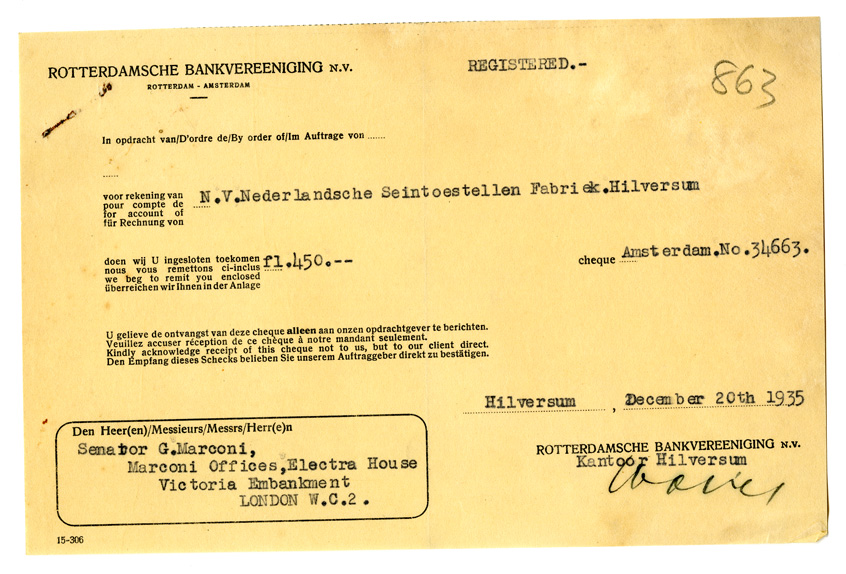 ROTTERDAMSCHE BANKVEREENIGING N.V.
ROTTERDAM - AMSTERDAM
REGISTERED.-
863
In opdracht van/D'ordre de/By order of/Im Auftrage von ......
.....
voor rekening van
pour compte de
for account of
für Rechnung von
N.V.Nederlandsche Seintoestellen Fabriek.Hilversum
doen wij U ingesloten toekomen
nous vous remettons ci-inclus
we beg to remit you enclosed
überreichen wir Ihnen in der Anlage
fl.450.--
cheque Amsterdam.No.34663.
U gelieve de ontvangst van deze cheque alleen aan onzen opdrachtgever te berichten.
Veuillez accuser réception de ce chèque à notre mandant seulement.
Kindly acknowledge receipt of this cheque not to us, but to our client direct.
Den Empfang dieses Schecks belieben Sie unserem Auftraggeber direkt zu bestätigen.
Hilversum , December 20th 1935
Den Heer(en)/Messieurs/Messrs/Herr(e)n
Senator G.Marconi,
Marconi Offices,Electra House
Victoria Embankment
LONDON W.C.2.
ROTTERDAMSCHE BANKVEREENIGING N.V.
Kantoor Hilversum
15-306